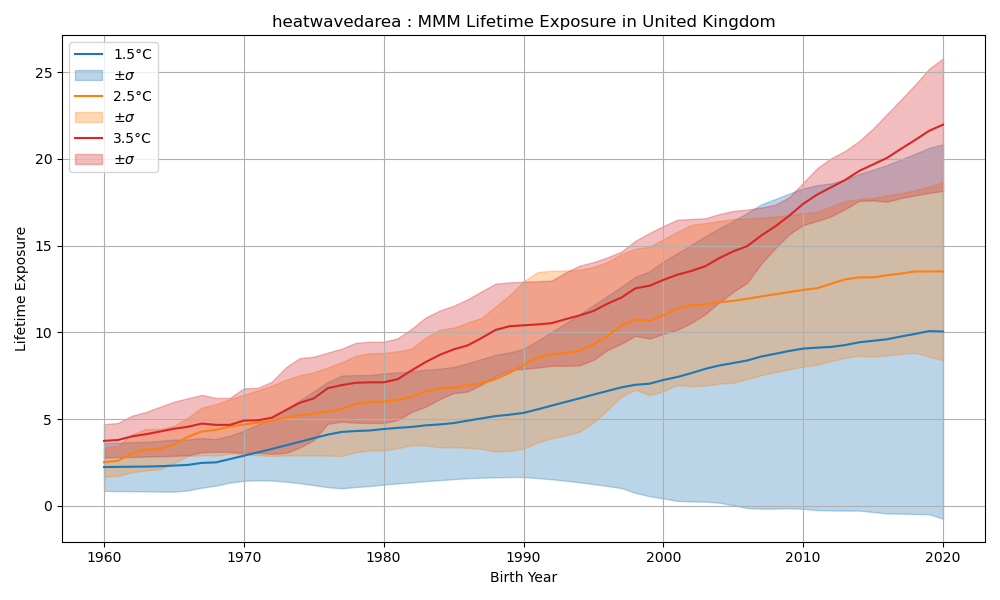 heatwavedarea : MMM Lifetime Exposure in United Kingdom
1.5°C
±σ
2.5°C
±σ
3.5°C
±σ
Lifetime Exposure
25
20
15
10
5
0
1960 1970 1980 1990 2000 2010 2020
Birth Year